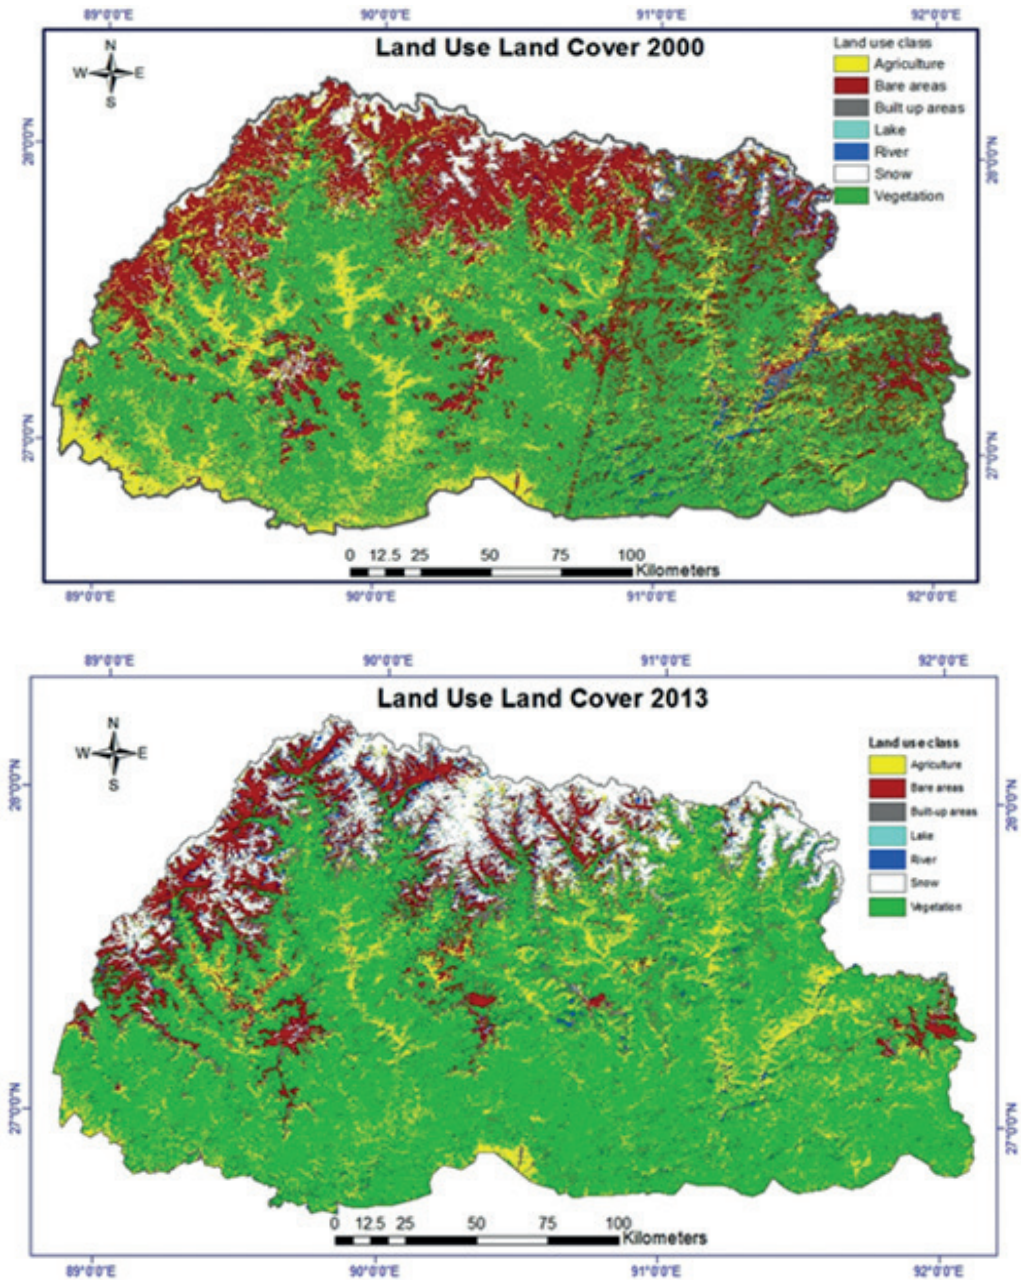 89°0'0"E 90°0'0"E 91°0'0"E 92°0'0"E
Land Use Land Cover 2000
N
W E
S
Land use class
Agriculture
Bare areas
Built up areas
Lake
River
Snow
Vegetation
28°0'0"N 28°0'0"N
27°0'0"N 27°0'0"N
0 12.5 25 50 75 100
Kilometers
89°0'0"E 90°0'0"E 91°0'0"E 92°0'0"E
89°0'0"E 90°0'0"E 91°0'0"E 92°0'0"E
Land Use Land Cover 2013
N
W E
S
Land use class
Agriculture
Bare areas
Built-up areas
Lake
River
Snow
Vegetation
28°0'0"N 28°0'0"N
27°0'0"N 27°0'0"N
0 12.5 25 50 75 100
Kilometers
89°0'0"E 90°0'0"E 91°0'0"E 92°0'0"E